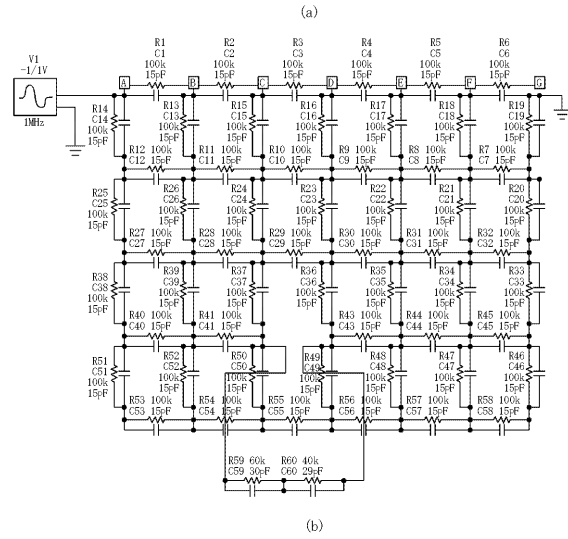 (a)
R1 R2 R3 R4 R5 R6
C1 C2 C3 C4 C5 C6
100k 100k 100k 100k 100k 100k
15pF 15pF 15pF 15pF 15pF 15pF
V1
-1/1V
1MHz
A B C D E F G
R14 R13 R15 R16 R17 R18 R19
C14 C13 C15 C16 C17 C18 C19
100k 100k 100k 100k 100k 100k 100k
15pF 15pF 15pF 15pF 15pF 15pF 15pF
R12 100k R11 100k R10 100k R9 100k R8 100k R7 100k
C12 15pF C11 15pF C10 15pF C9 15pF C8 15pF C7 15pF
R25 R26 R24 R23 R22 R21 R20
C25 C26 C24 C23 C22 C21 C20
100k 100k 100k 100k 100k 100k 100k
15pF 15pF 15pF 15pF 15pF 15pF 15pF
R27 100k R28 100k R29 100k R30 100k R31 100k R32 100k
C27 15pF C28 15pF C29 15pF C30 15pF C31 15pF C32 15pF
R38 R39 R37 R36 R35 R34 R33
C38 C39 C37 C36 C35 C34 C33
100k 100k 100k 100k 100k 100k 100k
15pF 15pF 15pF 15pF 15pF 15pF 15pF
R40 100k R41 100k R43 100k R44 100k R45 100k
C40 15pF C41 15pF C43 15pF C44 15pF C45 15pF
R51 R52 R50 R49 R48 R47 R46
C51 C52 C50 C49 C48 C47 C46
100k 100k 100k 100k 100k 100k 100k
15pF 15pF 15pF 15pF 15pF 15pF 15pF
R53 100k R54 100k R55 100k R56 100k R57 100k R58 100k
C53 15pF C54 15pF C55 15pF C56 15pF C57 15pF C58 15pF
R59 60k R60 40k
C59 30pF C60 29pF
(b)